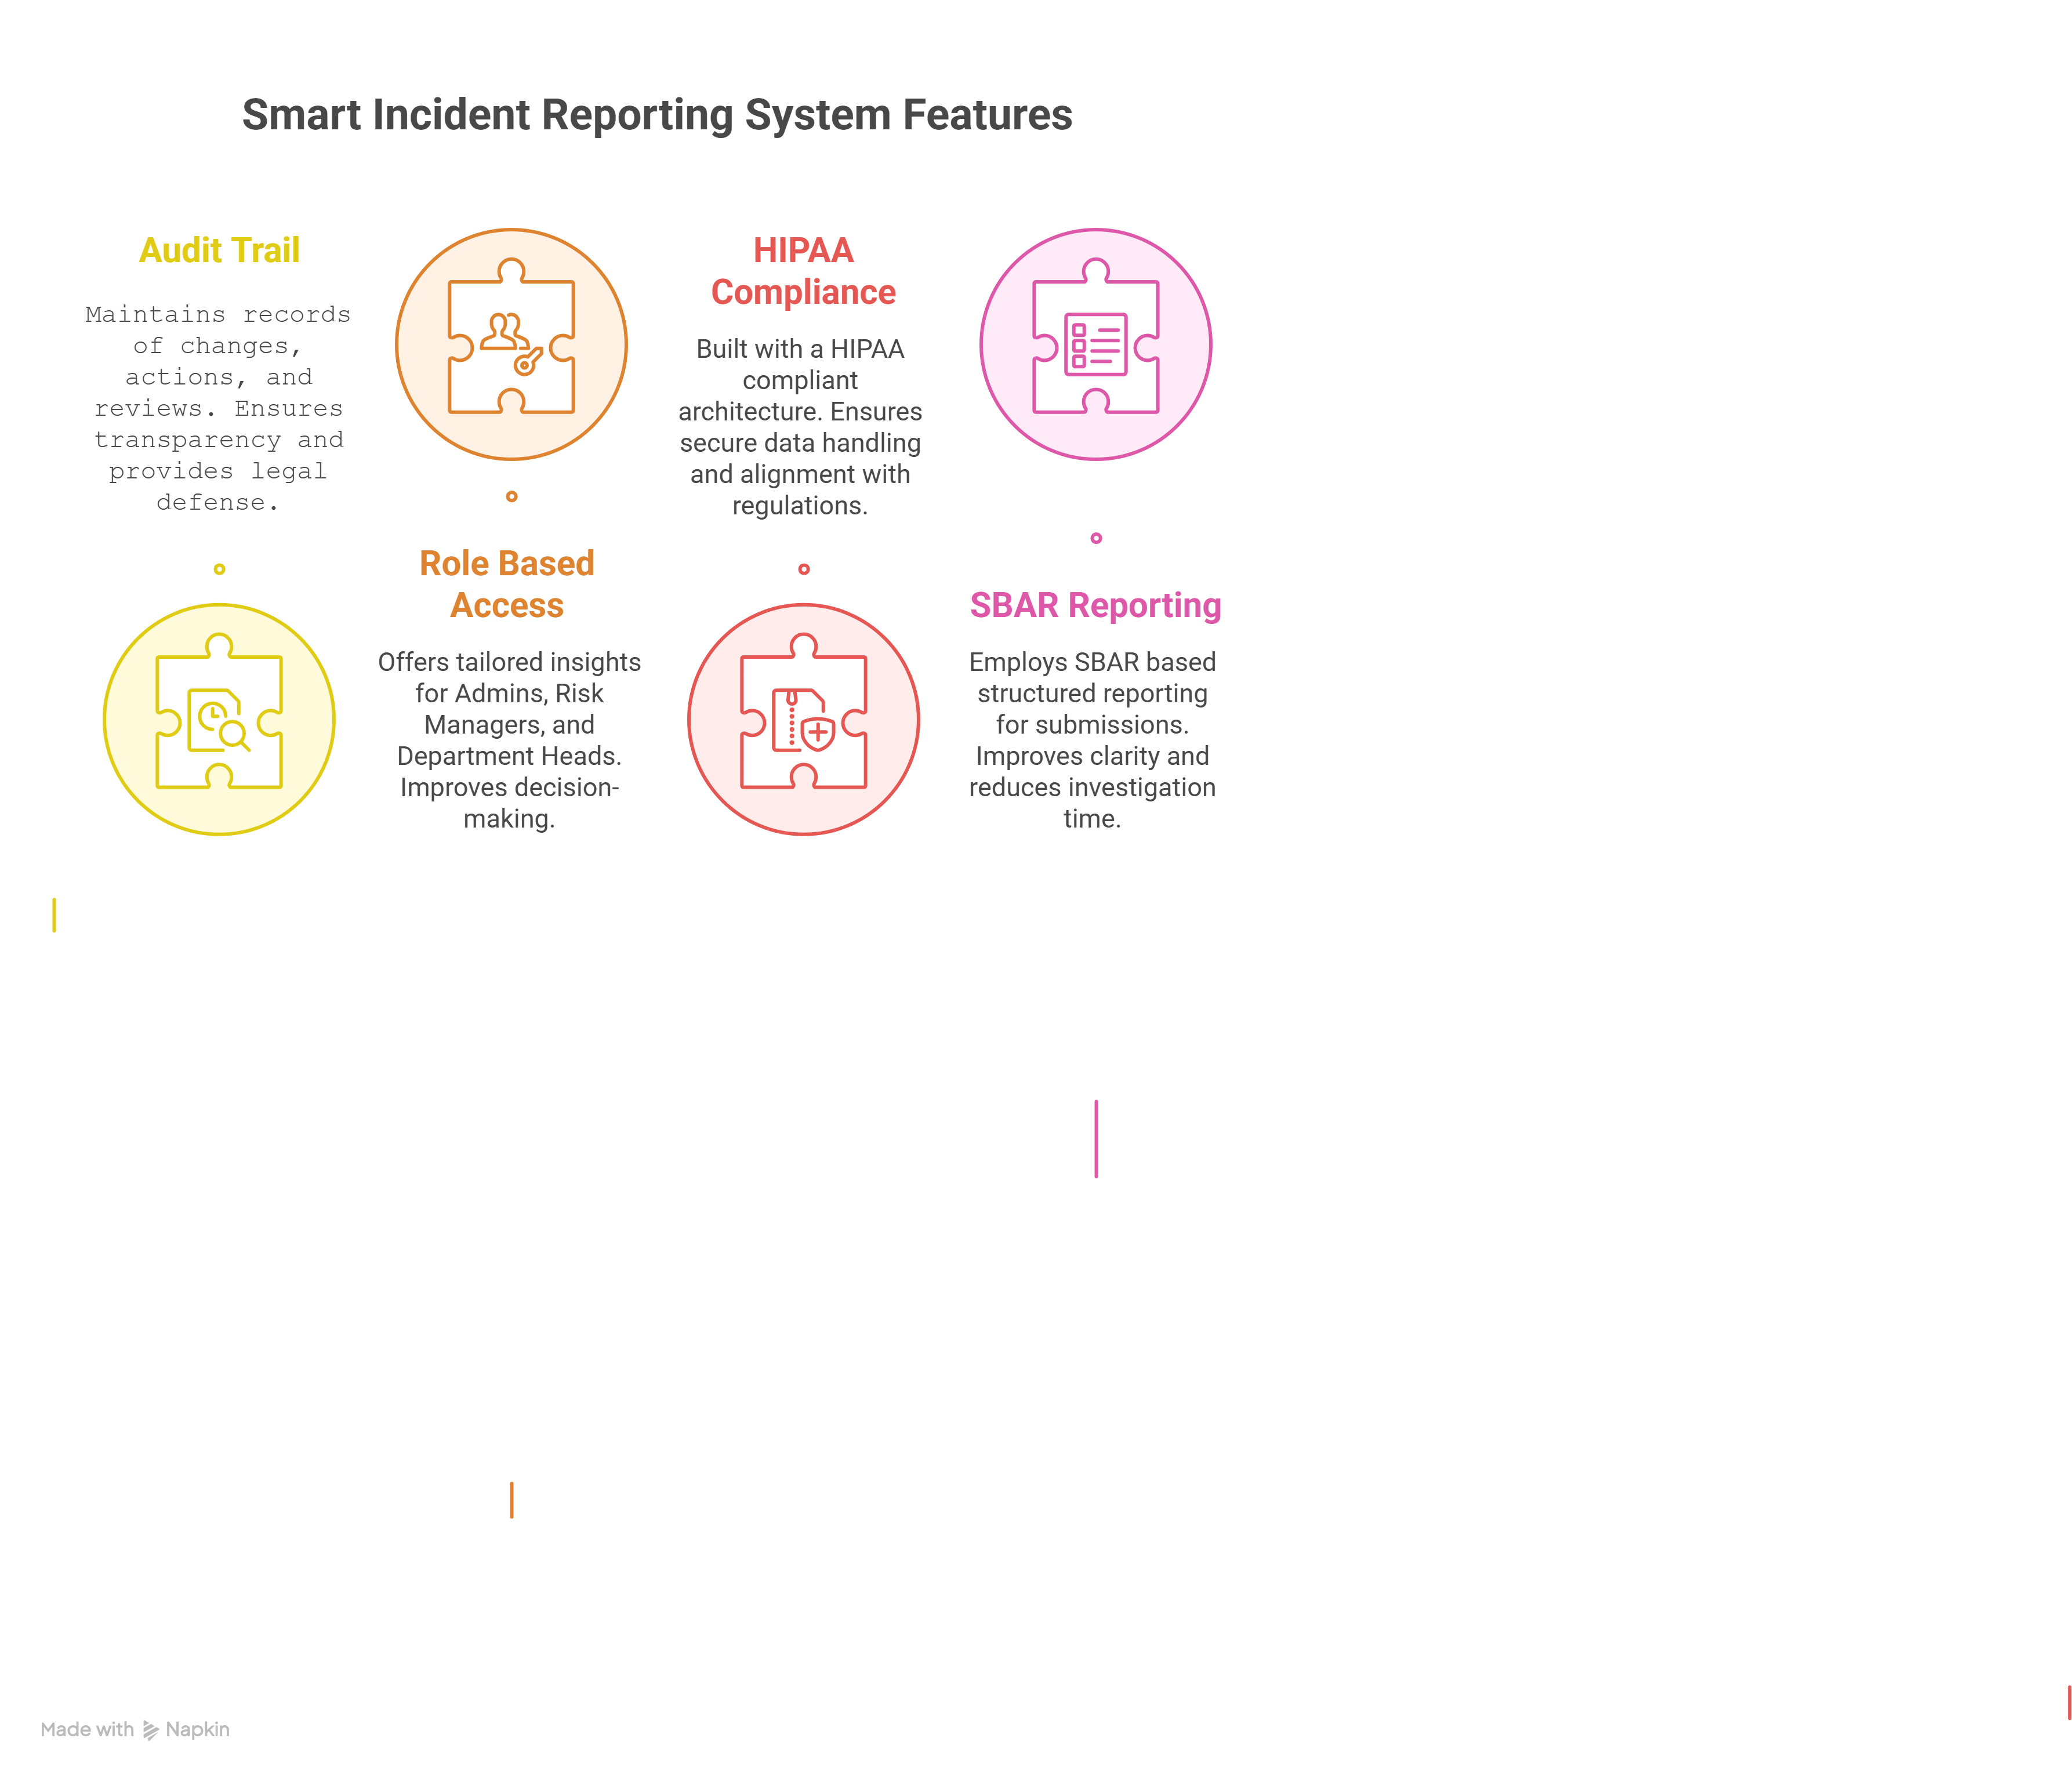 Smart Incident Reporting System Features
Audit Trail
Maintains records
of changes,
actions, and
reviews. Ensures
transparency and
provides legal
defense.
Role Based
Access
Offers tailored insights
for Admins, Risk
Managers, and
Department Heads.
Improves decision-
making.
HIPAA
Compliance
Built with a HIPAA
compliant
architecture. Ensures
secure data handling
and alignment with
regulations.
SBAR Reporting
Employs SBAR based
structured reporting
for submissions.
Improves clarity and
reduces investigation
time.
Made with Napkin